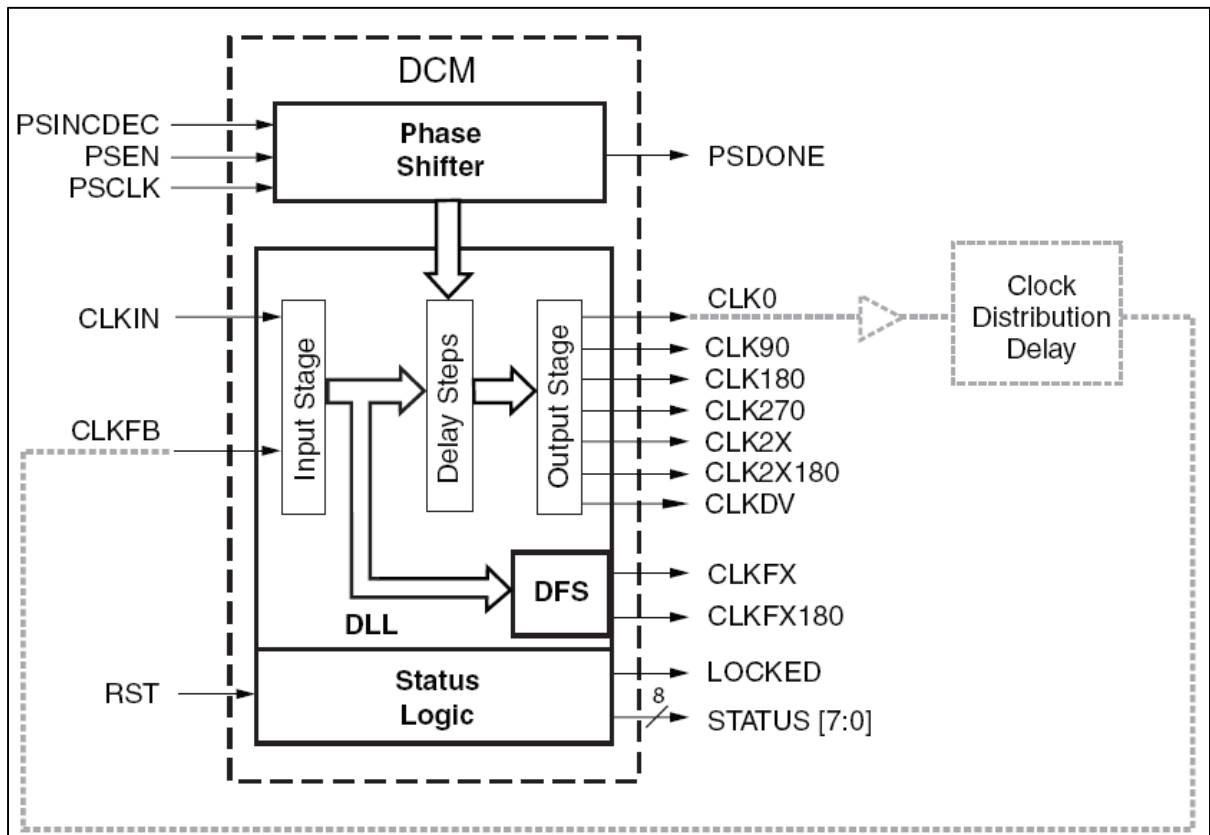 DCM
PSINCDEC
PSEN
PSCLK
Phase
Shifter
PSDONE
CLKIN
CLKFB
Input Stage
Delay Steps
Output Stage
CLK0
CLK90
CLK180
CLK270
CLK2X
CLK2X180
CLKDV
Clock
Distribution
Delay
DFS
CLKFX
CLKFX180
DLL
RST
Status
Logic
LOCKED
8
STATUS [7:0]